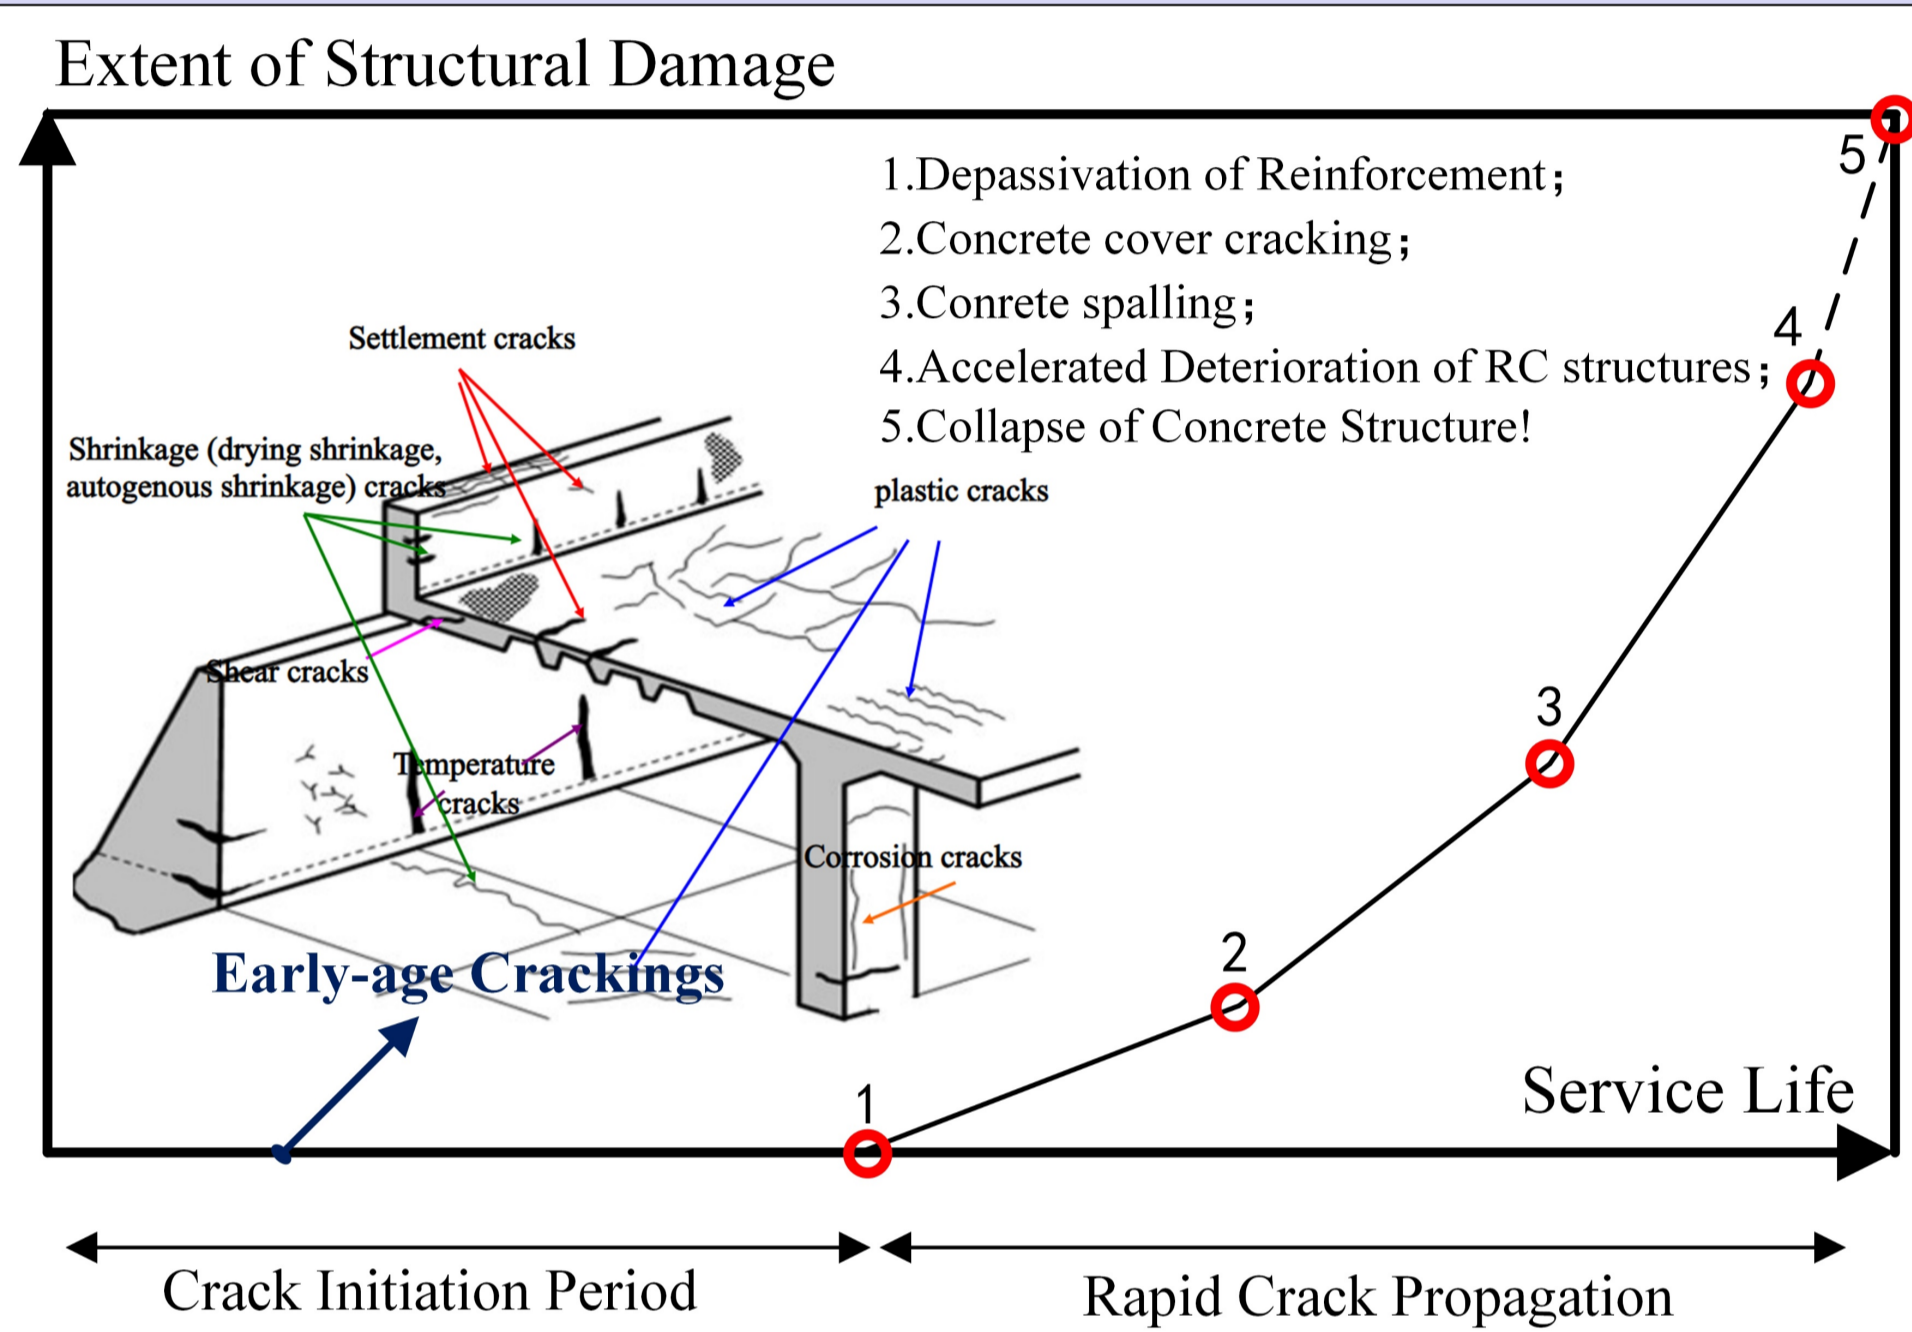 Extent of Structural Damage
1.Depassivation of Reinforcement;
2.Concrete cover cracking;
3.Conrete spalling;
4.Accelerated Deterioration of RC structures;
5.Collapse of Concrete Structure!
5
4
Settlement cracks
Shrinkage (drying shrinkage,
autogenous shrinkage) cracks
plastic cracks
Shear cracks
3
Temperature
cracks
Corrosion cracks
2
Early-age Crackings
1
Service Life
Crack Initiation Period
Rapid Crack Propagation